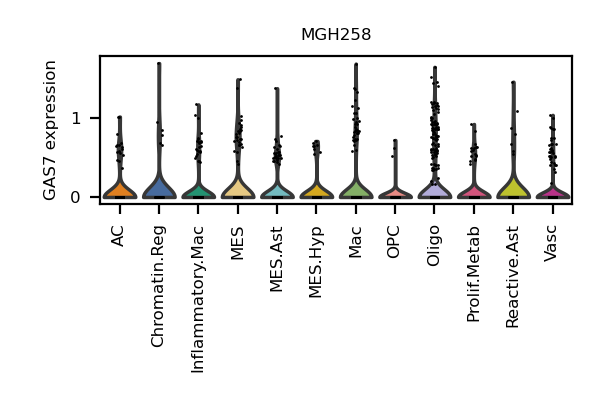 MGH258
GAS7 expression
1
0
AC
Chromatin.Reg
Inflammatory.Mac
MES
MES.Ast
MES.Hyp
Mac
OPC
Oligo
Prolif.Metab
Reactive.Ast
Vasc